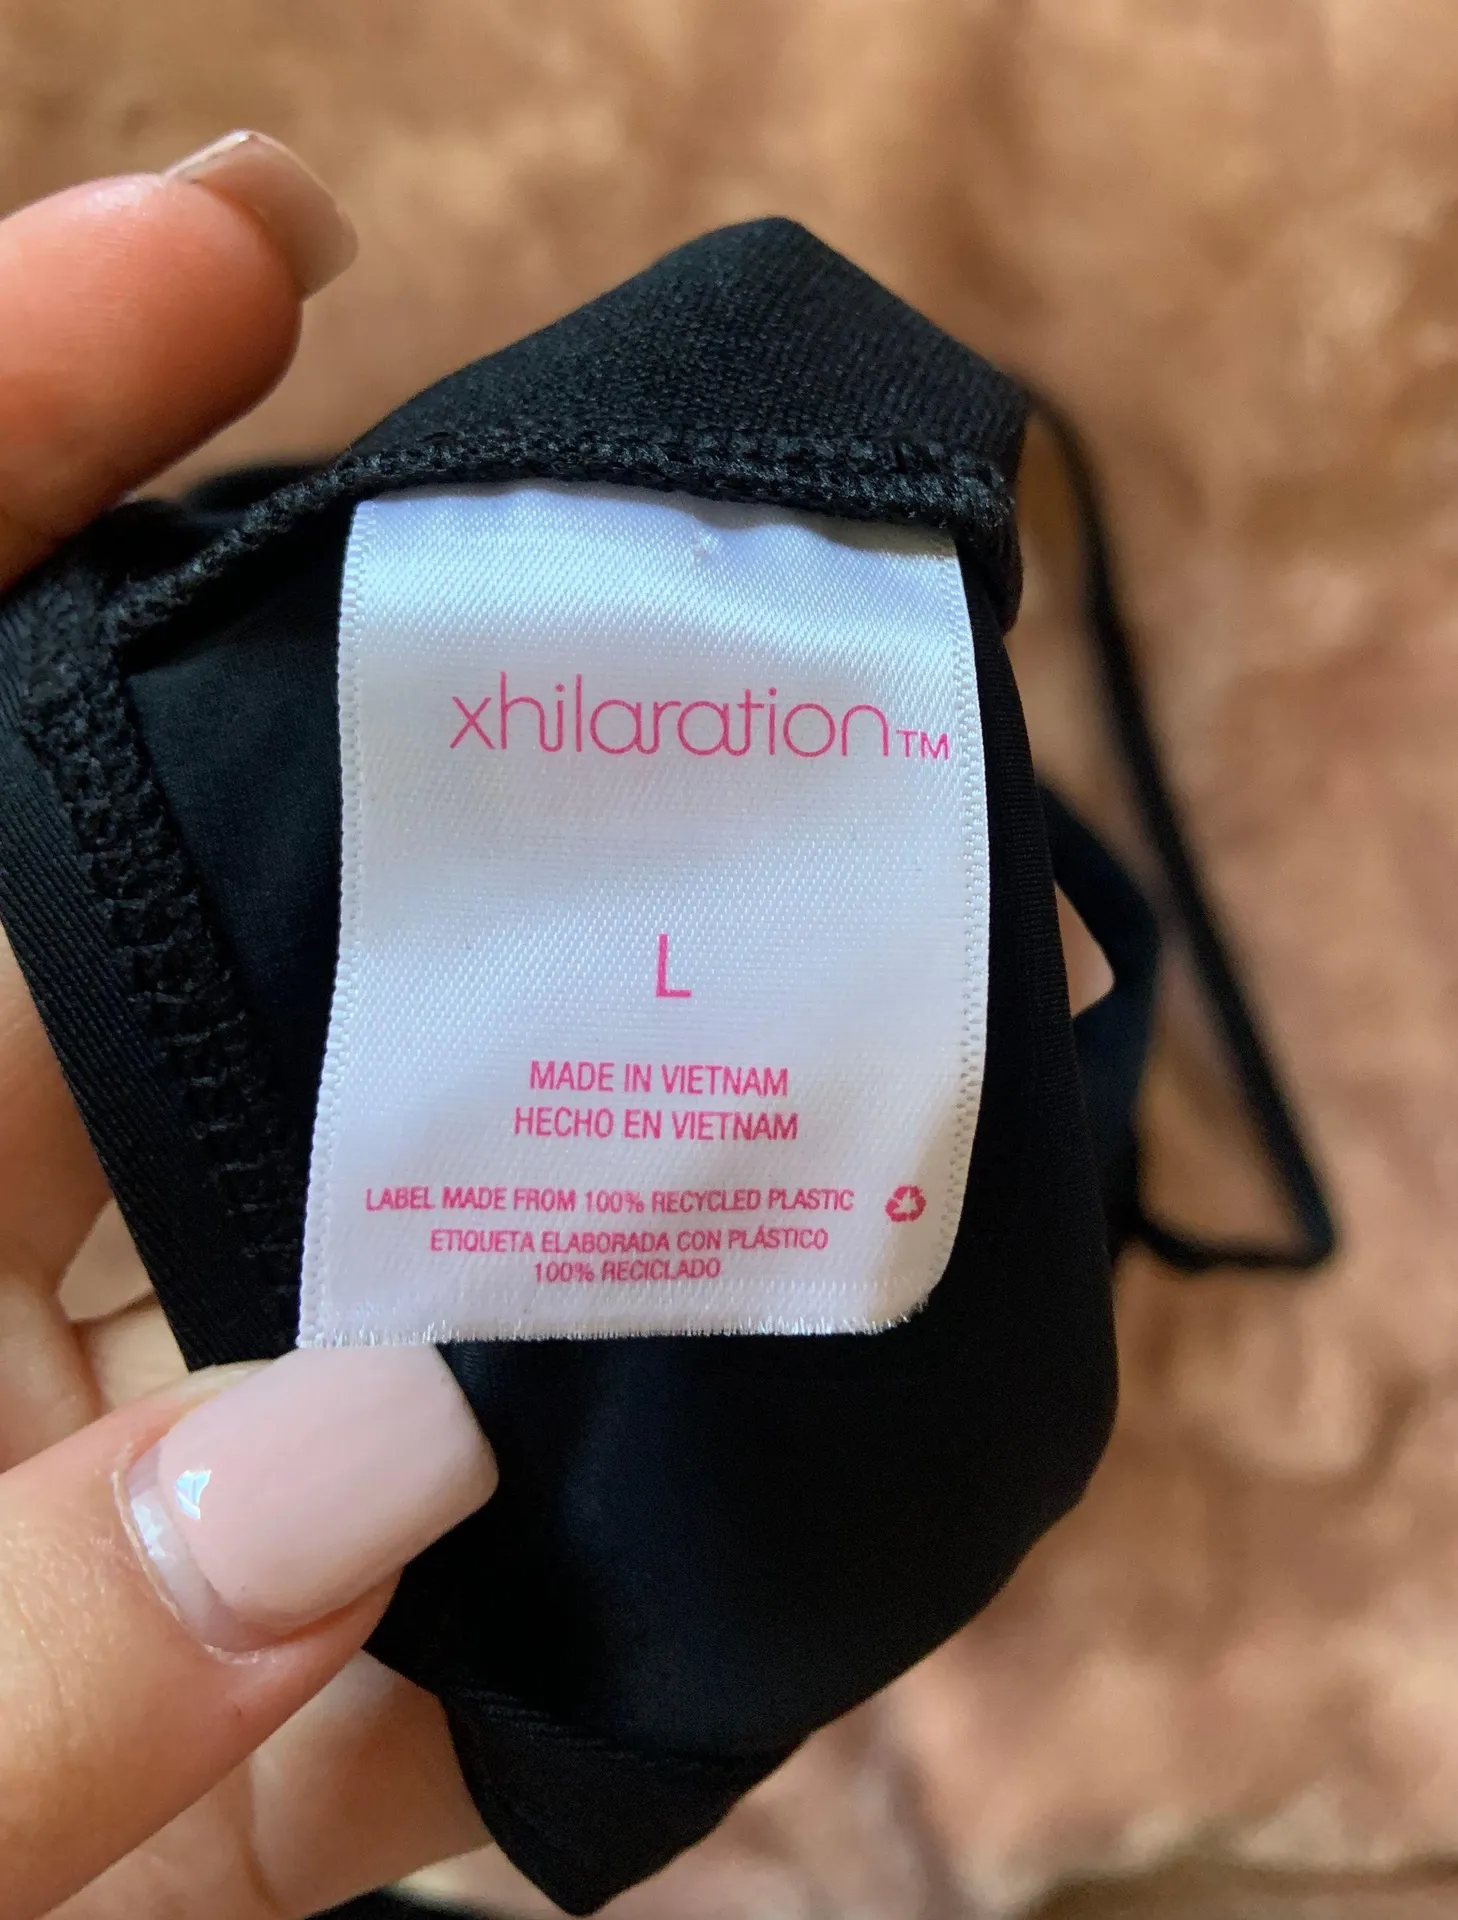 xhilaration™
L
MADE IN VIETNAM
HECHO EN VIETNAM
LABEL MADE FROM 100% RECYCLED PLASTIC
ETIQUETA ELABORADA CON PLÁSTICO
100% RECICLADO